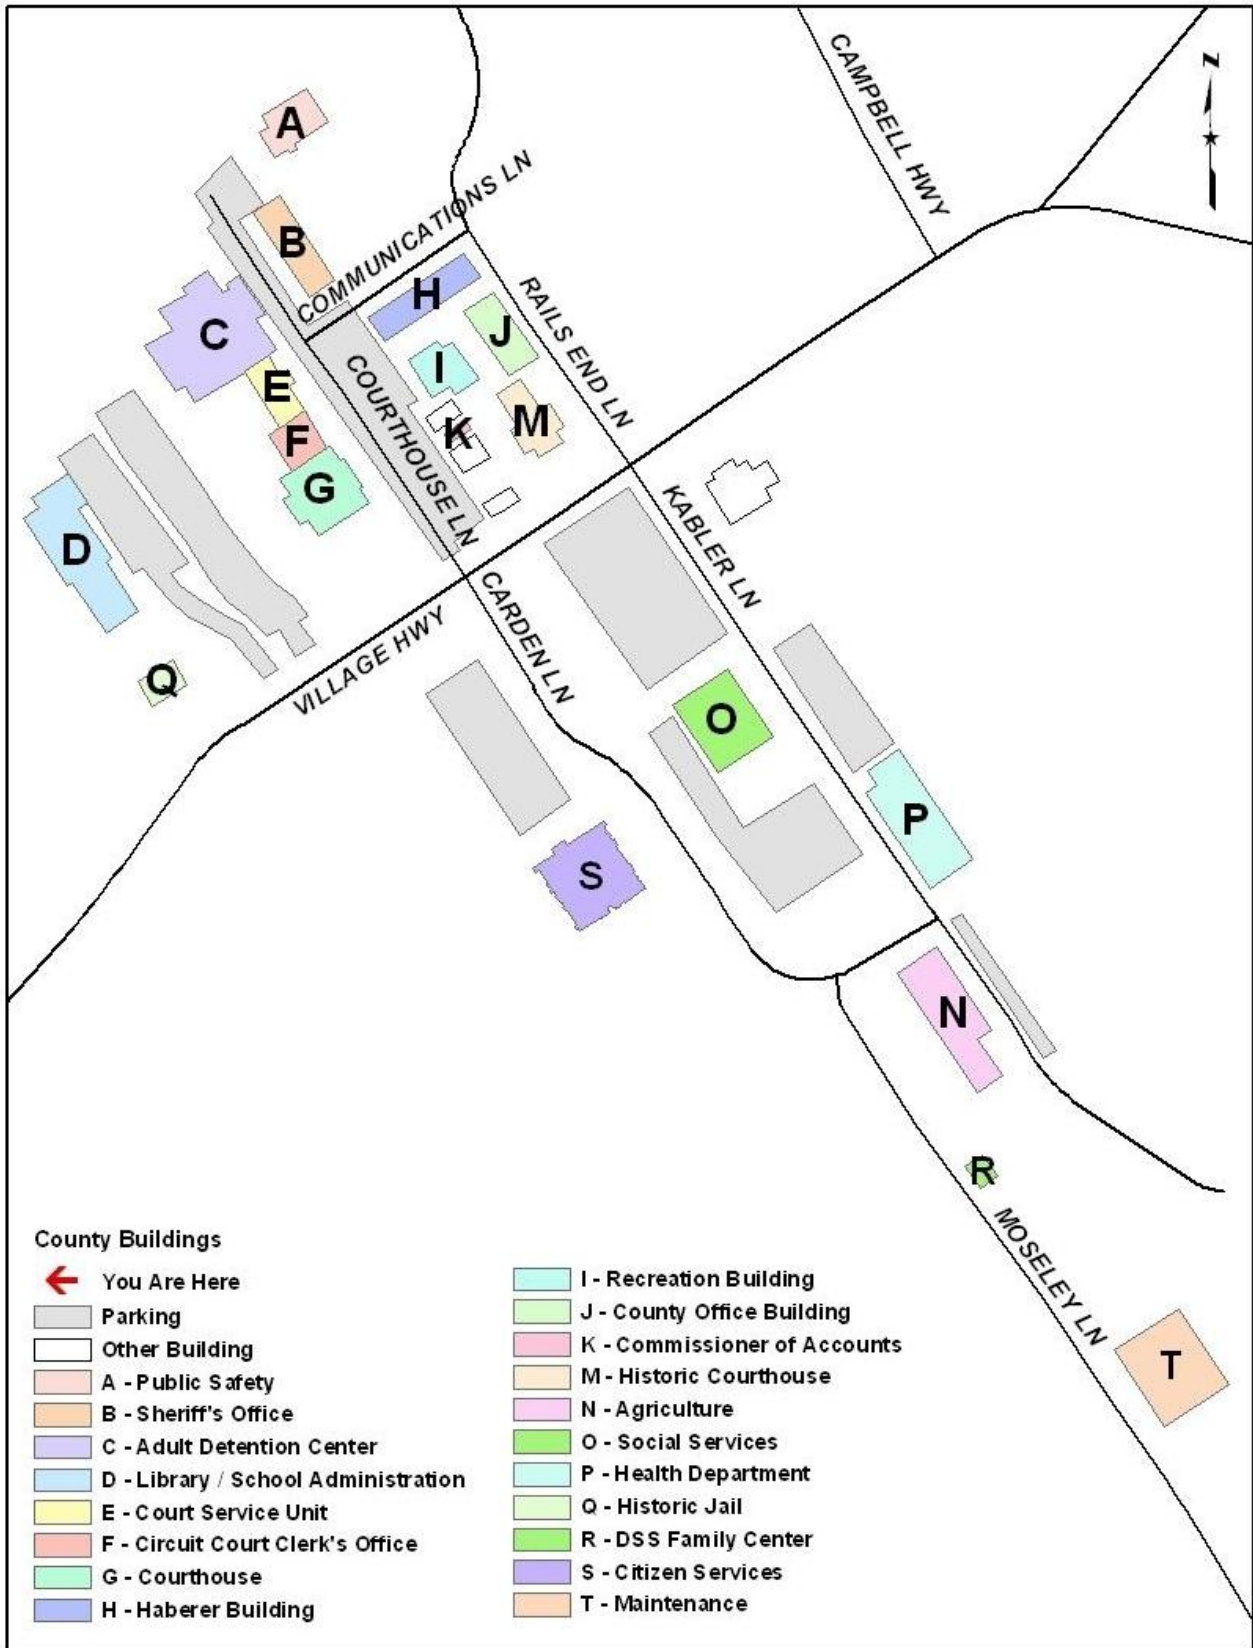 CAMPBELL HWY
N
A
COMMUNICATIONS LN
B
H
RAILS END LN
C
J
COURTHOUSE LN
I
E
M
F
K
G
KABLER LN
D
CARDEN LN
VILLAGE HWY
Q
O
P
S
N
R
MOSELEY LN
T
County Buildings
You Are Here
Parking
Other Building
A - Public Safety
B - Sheriff's Office
C - Adult Detention Center
D - Library / School Administration
E - Court Service Unit
F - Circuit Court Clerk's Office
G - Courthouse
H - Haberer Building
I - Recreation Building
J - County Office Building
K - Commissioner of Accounts
M - Historic Courthouse
N - Agriculture
O - Social Services
P - Health Department
Q - Historic Jail
R - DSS Family Center
S - Citizen Services
T - Maintenance